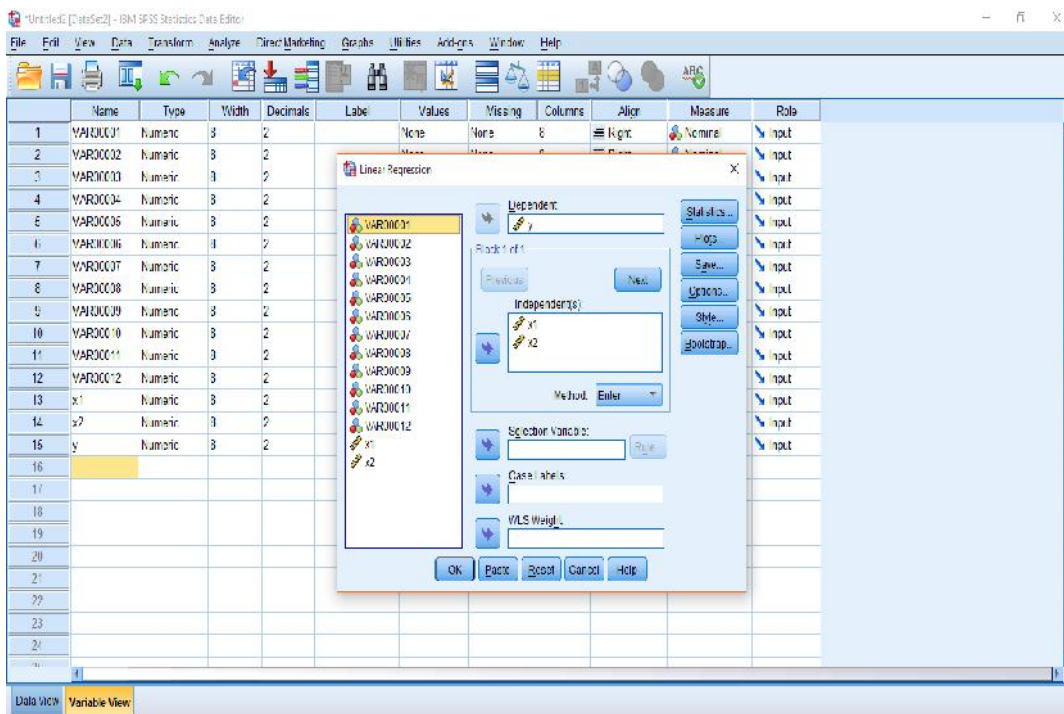 *Untitled2 [DataSet2] - IBM SPSS Statistics Data Editor
File Edit View Data Transform Analyze Direct Marketing Graphs Utilities Add-ons Window Help
Name Type Width Decimals Label Values Missing Columns Align Measure Role
1 VAR00001 Numeric 8 2 None None 8 Right Nominal Input
2 VAR00002 Numeric 8 2 Input
3 VAR00003 Numeric 8 2 Input
4 VAR00004 Numeric 8 2 Input
5 VAR00005 Numeric 8 2 Input
6 VAR00006 Numeric 8 2 Input
7 VAR00007 Numeric 8 2 Input
8 VAR00008 Numeric 8 2 Input
9 VAR00009 Numeric 8 2 Input
10 VAR00010 Numeric 8 2 Input
11 VAR00011 Numeric 8 2 Input
12 VAR00012 Numeric 8 2 Input
13 x1 Numeric 8 2 Input
14 x2 Numeric 8 2 Input
15 y Numeric 8 2 Input
16
17
18
19
20
21
22
23
24
Linear Regression
VAR00001
VAR00002
VAR00003
VAR00004
VAR00005
VAR00006
VAR00007
VAR00008
VAR00009
VAR00010
VAR00011
VAR00012
x1
x2
Dependent:
y
Block 1 of 1
Previous Next
Independent(s):
x1
x2
Method: Enter
Selection Variable:
Rule...
Case Labels:
WLS Weight:
Statistics...
Plots...
Save...
Options...
Style...
Bootstrap...
OK Paste Reset Cancel Help
Data View Variable View